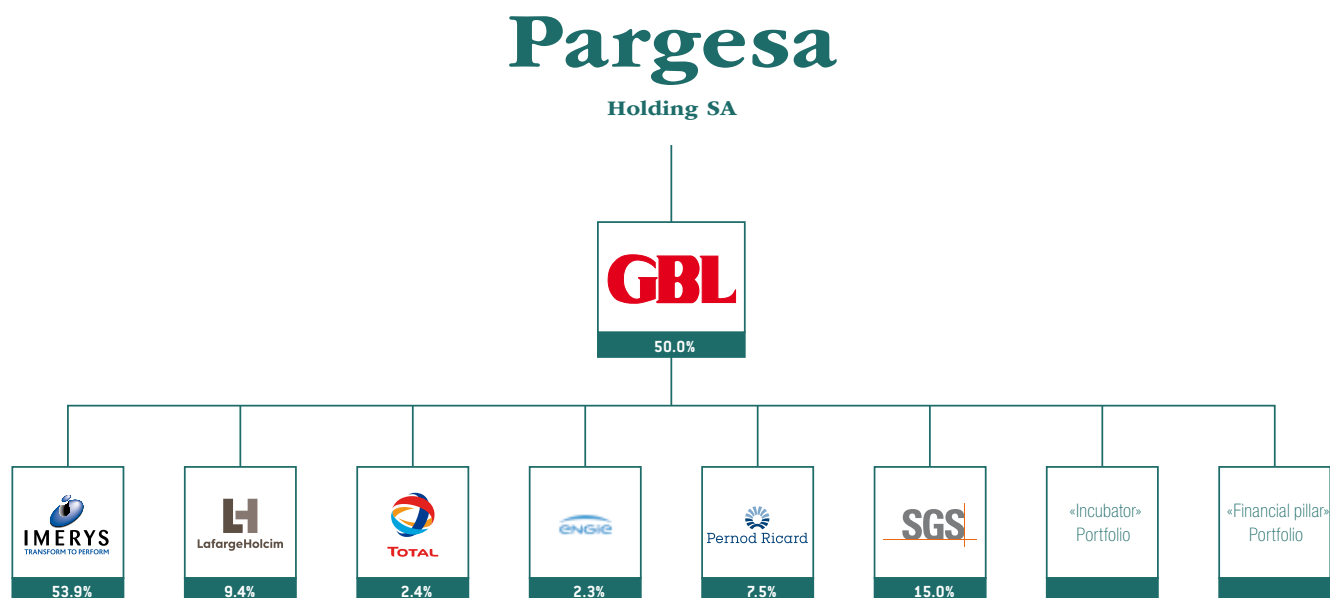 Pargesa
Holding SA
GBL
50.0%
IMERYS
TRANSFORM TO PERFORM
53.9%
LafargeHolcim
9.4%
TOTAL
2.4%
ENGIE
2.3%
Pernod Ricard
7.5%
SGS
15.0%
«Incubator»
Portfolio
«Financial pillar»
Portfolio